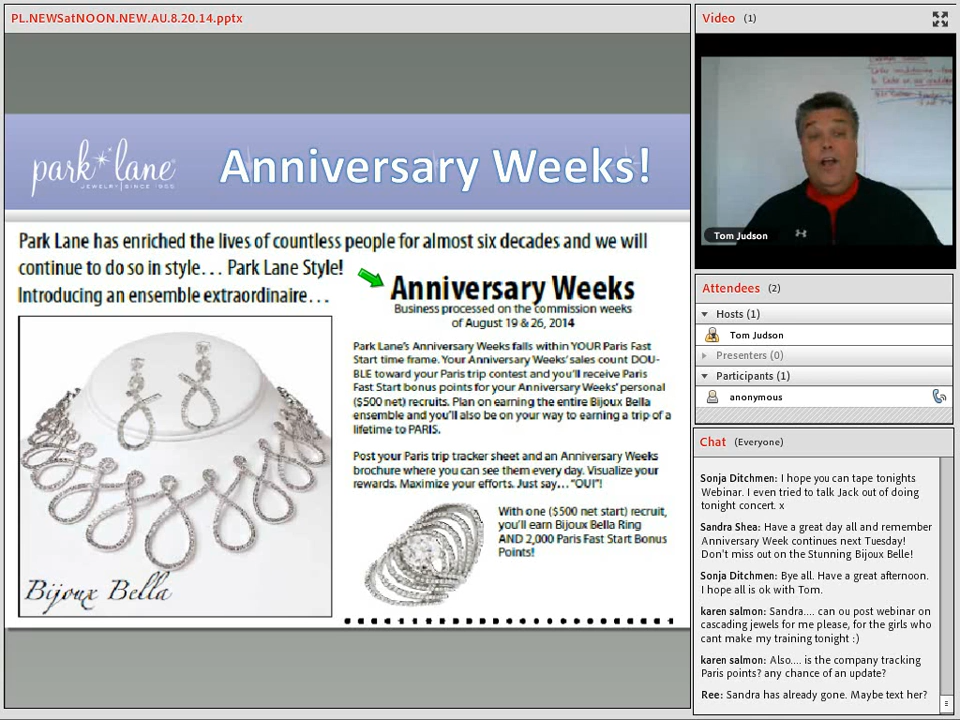 PL.NEWSatNOON.NEW.AU.8.20.14.pptx
park lane
JEWELRY | SINCE 1955
Anniversary Weeks!
Park Lane has enriched the lives of countless people for almost six decades and we will
continue to do so in style… Park Lane Style!
Introducing an ensemble extraordinaire…
Bijoux Bella
Anniversary Weeks
Business processed on the commission weeks
of August 19 & 26, 2014
Park Lane's Anniversary Weeks falls within YOUR Paris Fast
Start time frame. Your Anniversary Weeks' sales count DOU-
BLE toward your Paris trip contest and you'll receive Paris
Fast Start bonus points for your Anniversary Weeks' personal
($500 net) recruits. Plan on earning the entire Bijoux Bella
ensemble and you'll also be on your way to earning a trip of a
lifetime to PARIS.
Post your Paris trip tracker sheet and an Anniversary Weeks
brochure where you can see them every day. Visualize your
rewards. Maximize your efforts. Just say…"OUI"!
With one ($500 net start) recruit,
you'll earn Bijoux Bella Ring
AND 2,000 Paris Fast Start Bonus
Points!
Video (1)
Tom Judson
Attendees (2)
Hosts (1)
Tom Judson
Presenters (0)
Participants (1)
anonymous
Chat (Everyone)
Sonja Ditchmen: I hope you can tape tonights
Webinar. I even tried to talk Jack out of doing
tonight concert. x
Sandra Shea: Have a great day all and remember
Anniversary Week continues next Tuesday!
Don't miss out on the Stunning Bijoux Belle!
Sonja Ditchmen: Bye all. Have a great afternoon.
I hope all is ok with Tom.
karen salmon: Sandra.... can ou post webinar on
cascading jewels for me please, for the girls who
cant make my training tonight :)
karen salmon: Also.... is the company tracking
Paris points? any chance of an update?
Ree: Sandra has already gone. Maybe text her?